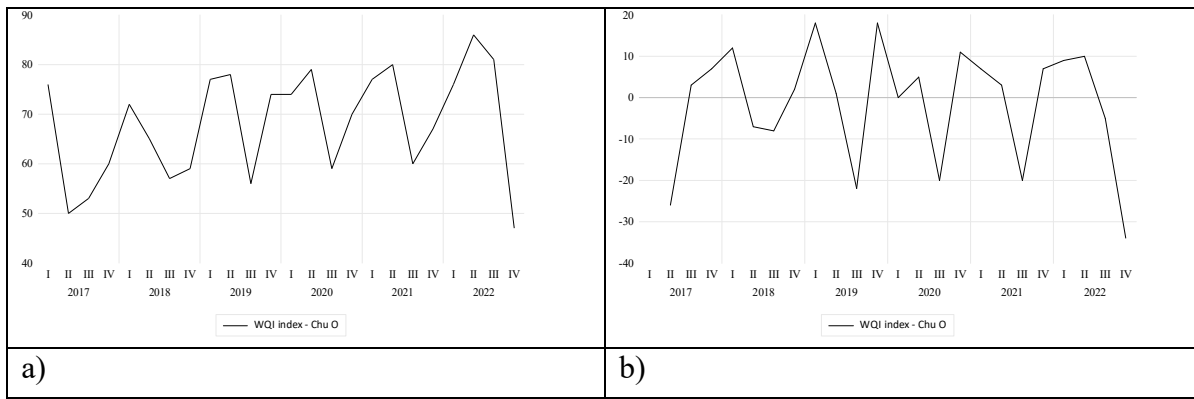 90
80
70
60
50
40
I II III IV I II III IV I II III IV I II III IV I II III IV I II III IV
2017 2018 2019 2020 2021 2022
WQI index - Chu O
a)
20
10
0
-10
-20
-30
-40
I II III IV I II III IV I II III IV I II III IV I II III IV I II III IV
2017 2018 2019 2020 2021 2022
WQI index - Chu O
b)